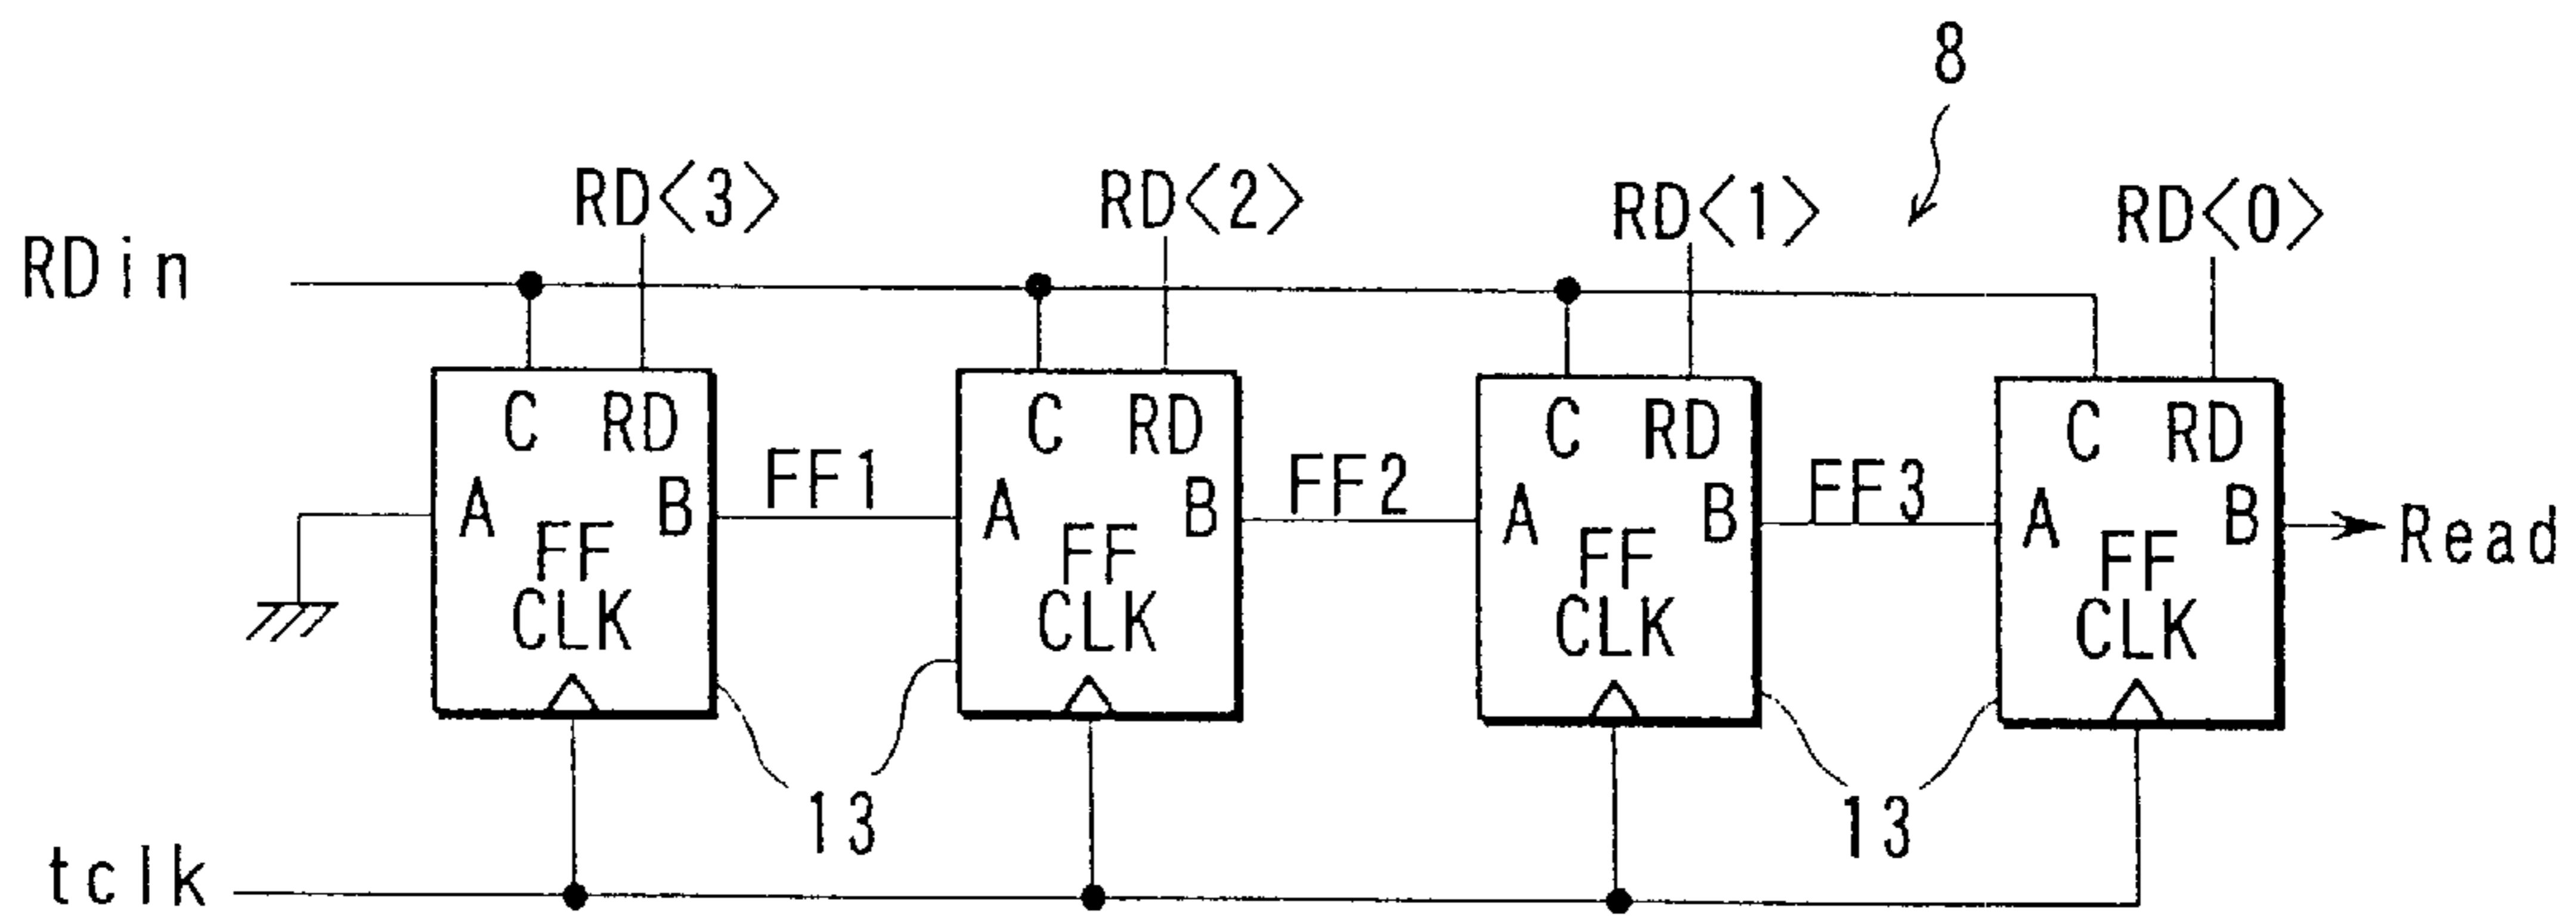 8
RD<3> RD<2> RD<1> RD<0>
RDin
C RD C RD C RD C RD
A B FF1 A B FF2 A B FF3 A B Read
FF FF FF FF
CLK CLK CLK CLK
13 13
tclk